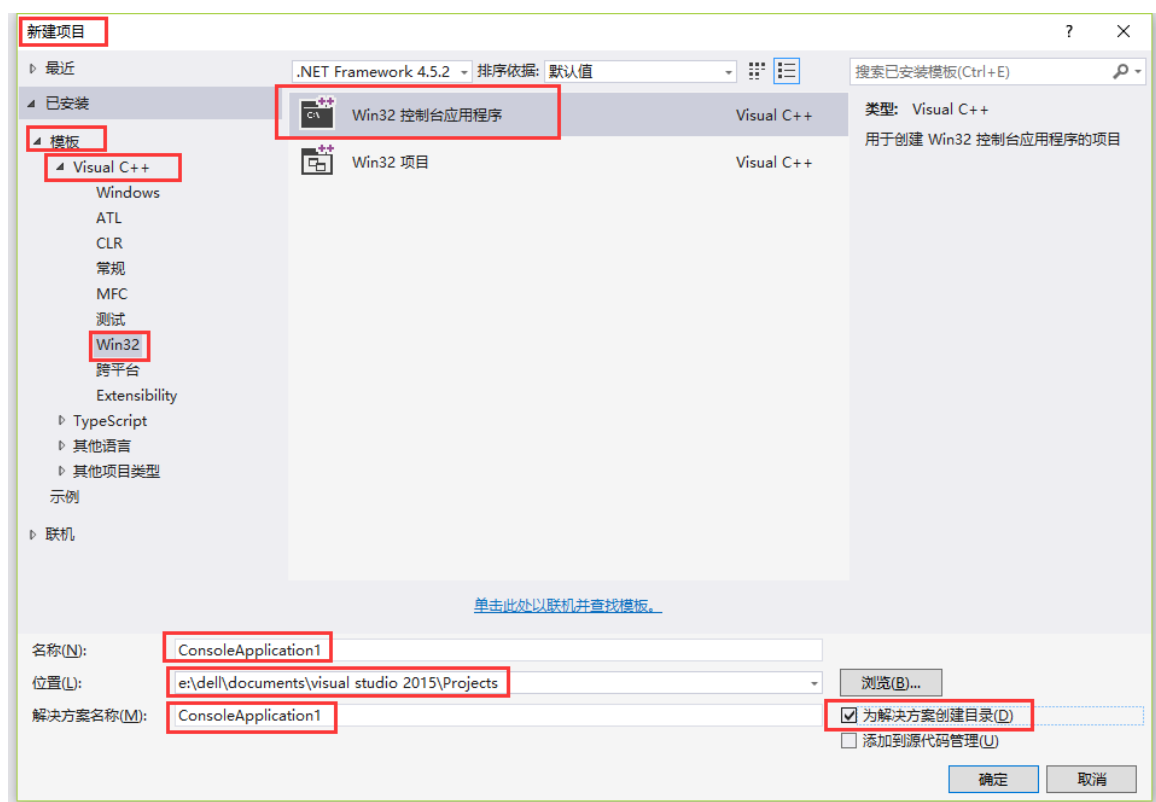 新建项目
? ×
最近
.NET Framework 4.5.2 排序依据: 默认值
搜索已安装模板(Ctrl+E)
已安装
模板
Visual C++
Windows
ATL
CLR
常规
MFC
测试
Win32
跨平台
Extensibility
TypeScript
其他语言
其他项目类型
示例
联机
Win32 控制台应用程序 Visual C++
Win32 项目 Visual C++
类型: Visual C++
用于创建 Win32 控制台应用程序的项目
单击此处以联机并查找模板。
名称(N): ConsoleApplication1
位置(L): e:\dell\documents\visual studio 2015\Projects 浏览(B)...
解决方案名称(M): ConsoleApplication1 为解决方案创建目录(D)
添加到源代码管理(U)
确定 取消